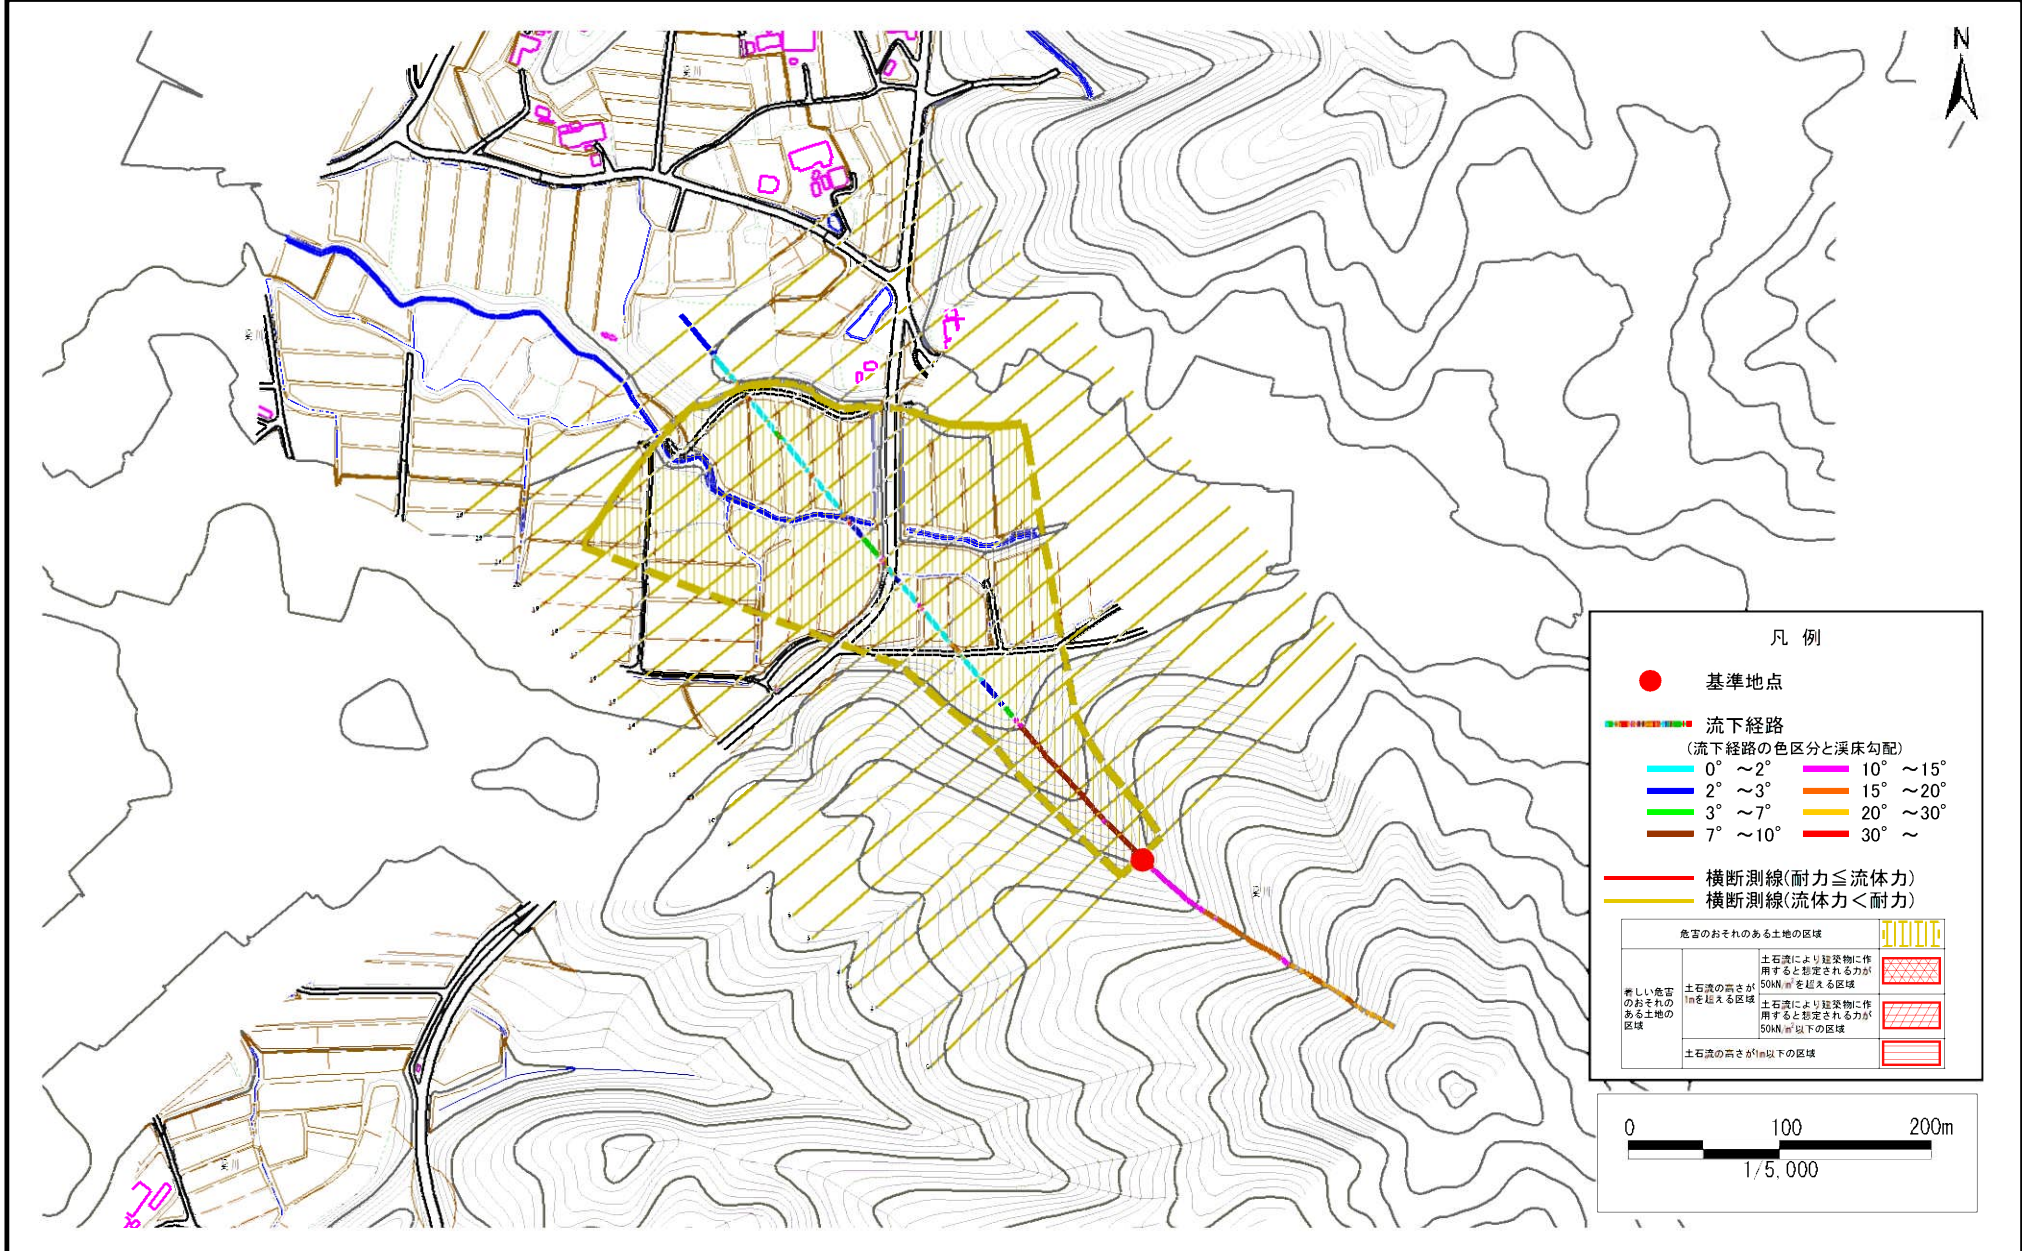 N
凡 例
基準地点
流下経路
(流下経路の色区分と渓床勾配)
0° ～2°
10° ～15°
2° ～3°
15° ～20°
3° ～7°
20° ～30°
7° ～10°
30° ～
横断測線(耐力≦流体力)
横断測線(流体力＜耐力)
危害のおそれのある土地の区域
著しい危害
のおそれの
ある土地の
区域
土石流の高さが
1mを超える区域
土石流により建築物に作
用すると想定される力が
50kN/㎡を超える区域
土石流により建築物に作
用すると想定される力が
50kN/㎡以下の区域
土石流の高さが1m以下の区域
0 100 200m
1/5,000